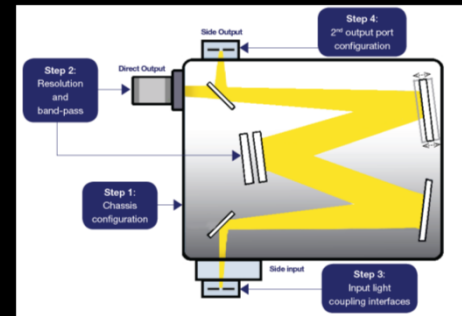 Side Output
Step 4:
2nd output port
configuration
Direct Output
Step 2:
Resolution
and
band-pass
Step 1:
Chassis
configuration
Side input
Step 3:
Input light
coupling interfaces